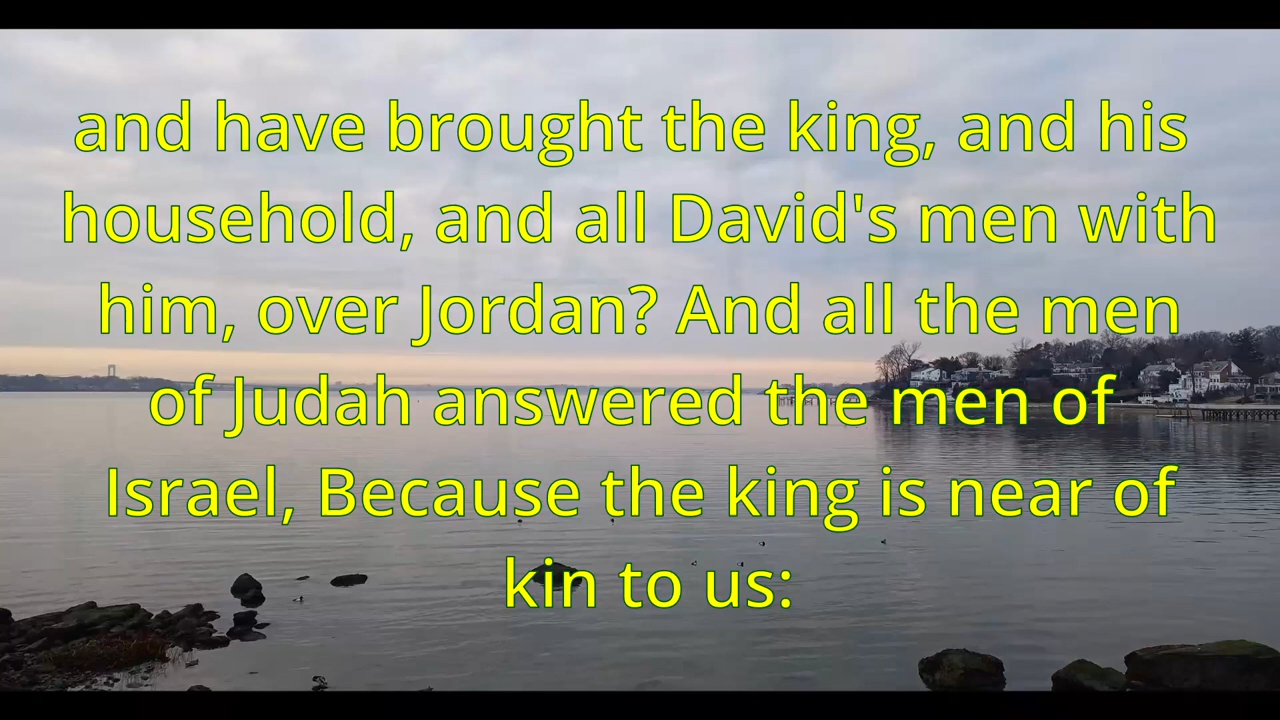 and have brought the king, and his
household, and all David's men with
him, over Jordan? And all the men
of Judah answered the men of
Israel, Because the king is near of
kin to us: